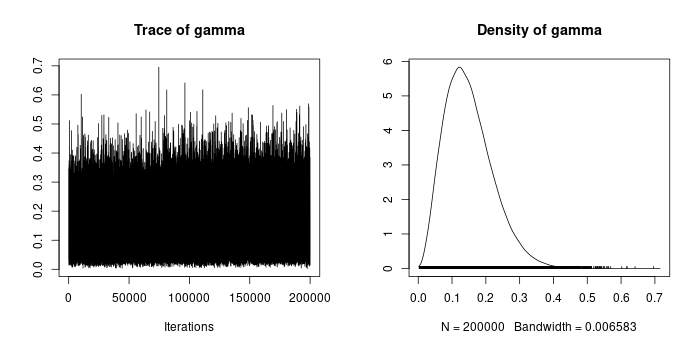 Trace of gamma
0.7
0.6
0.5
0.4
0.3
0.2
0.1
0.0
0 50000 100000 150000 200000
Iterations
Density of gamma
6
5
4
3
2
1
0
0.0 0.1 0.2 0.3 0.4 0.5 0.6 0.7
N = 200000 Bandwidth = 0.006583